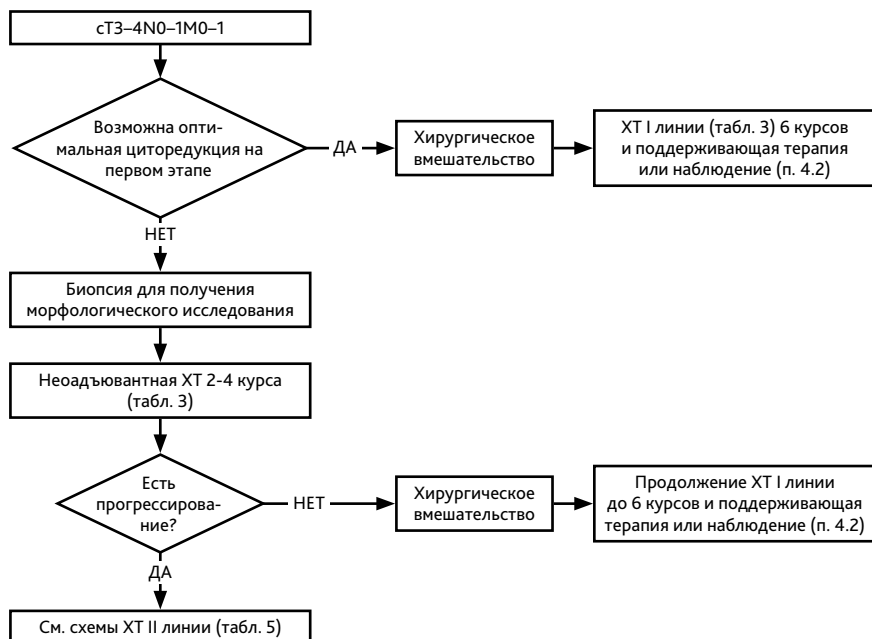 cT3–4N0–1M0–1
Возможна опти-
мальная циторедукция на
первом этапе
ДА
Хирургическое
вмешательство
ХТ I линии (табл. 3) 6 курсов
и поддерживающая терапия
или наблюдение (п. 4.2)
НЕТ
Биопсия для получения
морфологического исследования
Неоадъювантная ХТ 2-4 курса
(табл. 3)
Есть
прогрессирова-
ние?
НЕТ
Хирургическое
вмешательство
Продолжение ХТ I линии
до 6 курсов и поддерживающая
терапия или наблюдение (п. 4.2)
ДА
См. схемы ХТ II линии (табл. 5)